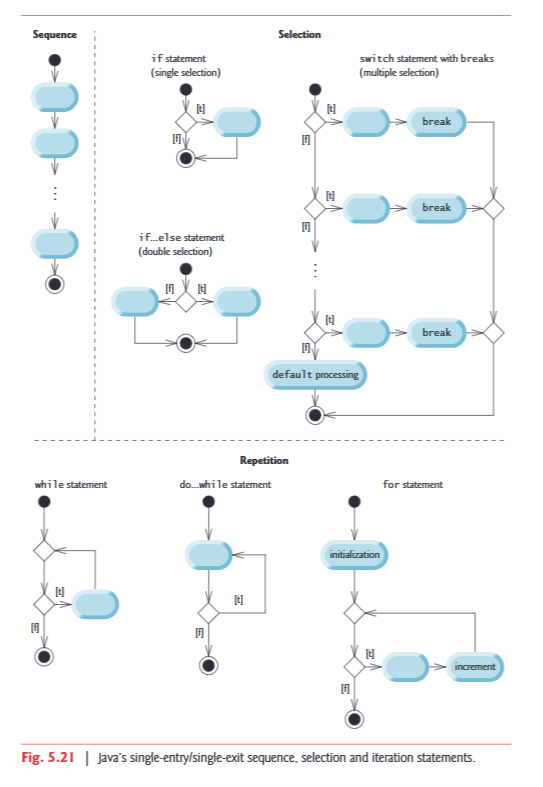 Sequence
Selection
if statement
(single selection)
[t]
[f]
if…else statement
(double selection)
[f]
[t]
switch statement with breaks
(multiple selection)
[t]
break
[f]
[t]
break
[f]
[t]
break
[f]
default processing
Repetition
while statement
[t]
[f]
do…while statement
[t]
[f]
for statement
initialization
[t]
increment
[f]
Fig. 5.21 | Java's single-entry/single-exit sequence, selection and iteration statements.